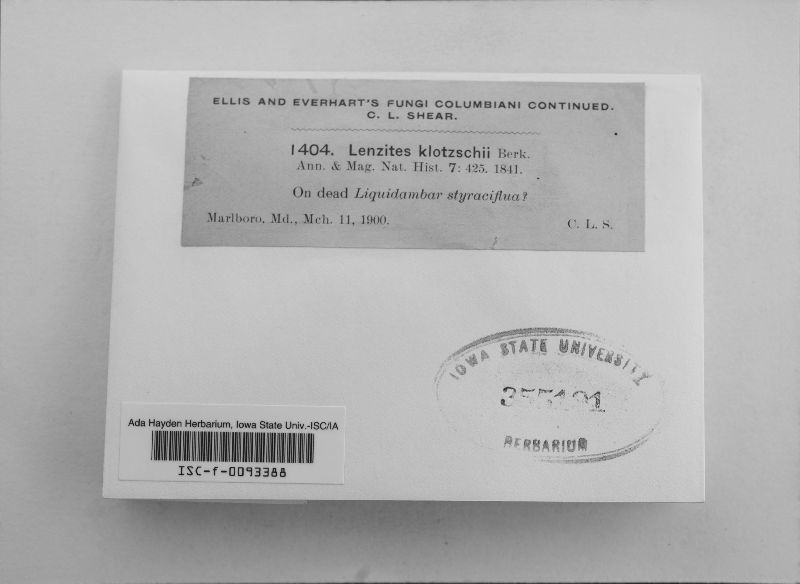 ELLIS AND EVERHART'S FUNGI COLUMBIANI CONTINUED.
C. L. SHEAR.
1404. Lenzites klotzschii Berk.
Ann. & Mag. Nat. Hist. 7: 425. 1841.
On dead Liquidambar styraciflua?
Marlboro, Md., Mch. 11, 1900. C. L. S.
IOWA STATE UNIVERSITY
HERBARIUM
Ada Hayden Herbarium, Iowa State Univ.-ISC/IA
ISC-f-0093388